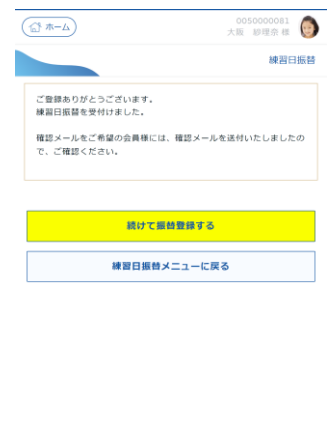 ホーム
0050000081
大阪 紗理奈 様
練習日振替
ご登録ありがとうございます。
練習日振替を受付けました。
確認メールをご希望の会員様には、確認メールを送付いたしましたの
で、ご確認ください。
続けて振替登録する
練習日振替メニューに戻る